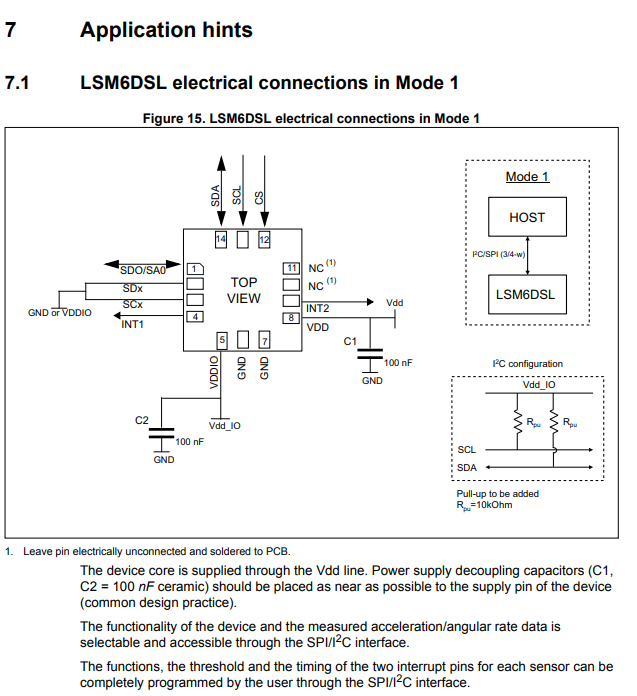 7 Application hints
7.1 LSM6DSL electrical connections in Mode 1
Figure 15. LSM6DSL electrical connections in Mode 1
SDA
SCL
CS
14
12
SDO/SA0
1
SDx
SCx
GND or VDDIO
INT1
4
TOP
VIEW
11
NC (1)
NC (1)
INT2
8
VDD
Vdd
5
7
VDDIO
GND
GND
C1
100 nF
GND
C2
Vdd_IO
100 nF
GND
Mode 1
HOST
I²C/SPI (3/4-w)
LSM6DSL
I²C configuration
Vdd_IO
Rpu
Rpu
SCL
SDA
Pull-up to be added
Rpu=10kOhm
1. Leave pin electrically unconnected and soldered to PCB.
The device core is supplied through the Vdd line. Power supply decoupling capacitors (C1,
C2 = 100 nF ceramic) should be placed as near as possible to the supply pin of the device
(common design practice).
The functionality of the device and the measured acceleration/angular rate data is
selectable and accessible through the SPI/I²C interface.
The functions, the threshold and the timing of the two interrupt pins for each sensor can be
completely programmed by the user through the SPI/I²C interface.